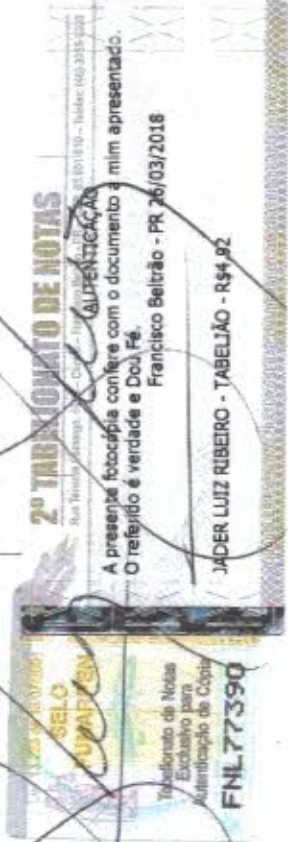 2º TABELIONATO DE NOTAS
AUTENTICAÇÃO
A presente fotocópia confere com o documento a mim apresentado.
O referido é verdade e Dou Fé.
Francisco Beltrão - PR 26/03/2018
JADER LUIZ RIBEIRO - TABELIÃO - R$4,92
SELO
FUNARPEN
Tabelionato de Notas
Exclusivo para
Autenticação de Cópia
FNL77390